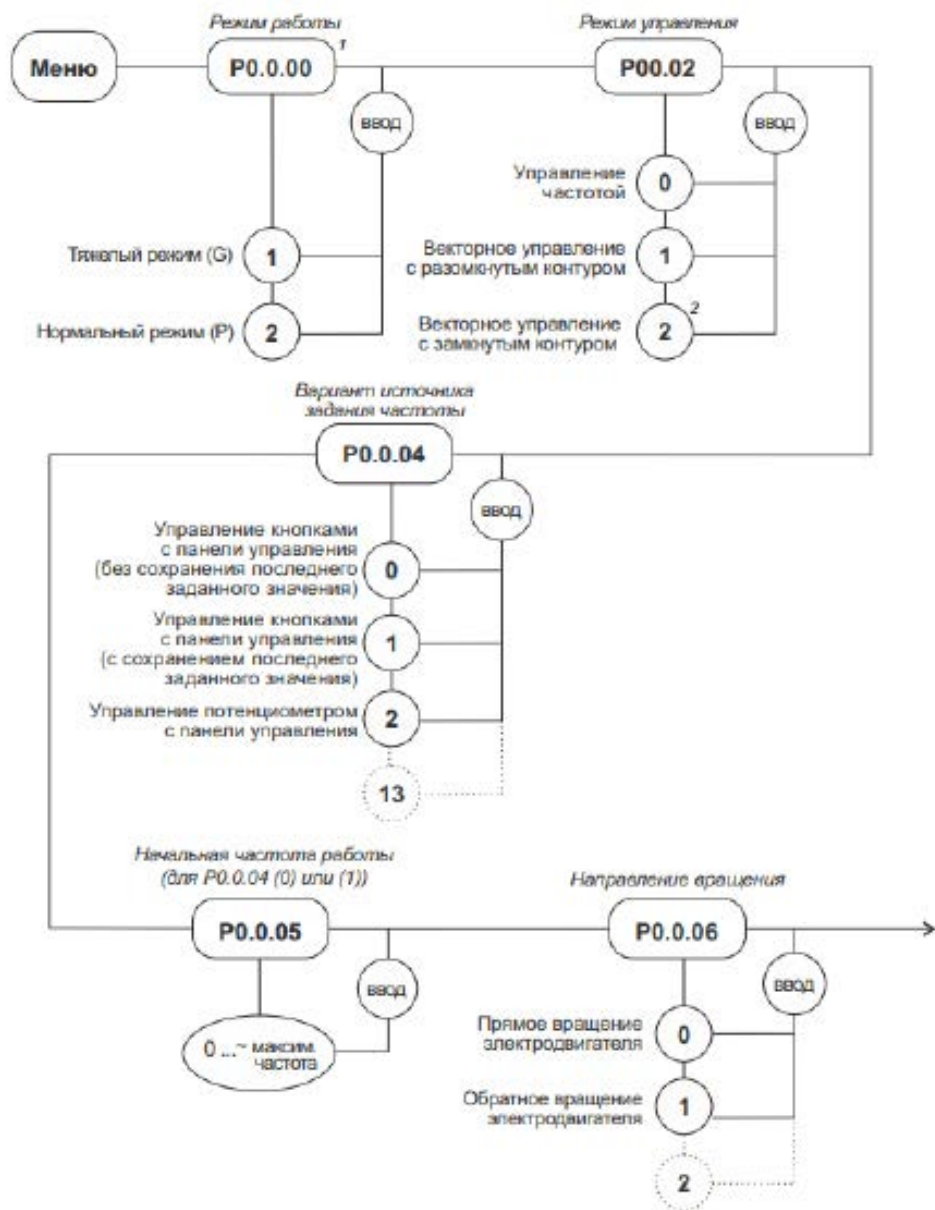 Режим работы
Меню
P0.0.00
1
ввод
Тяжелый режим (G)
1
Нормальный режим (P)
2
Режим управления
P00.02
ввод
Управление
частотой
0
Векторное управление
с разомкнутым контуром
1
Векторное управление
с замкнутым контуром
2
2
Вариант источника
задания частоты
P0.0.04
ввод
Управление кнопками
с панели управления
(без сохранения последнего
заданного значения)
0
Управление кнопками
с панели управления
(с сохранением последнего
заданного значения)
1
Управление потенциометром
с панели управления
2
13
Начальная частота работы
(для P0.0.04 (0) или (1))
P0.0.05
ввод
0 ...~ максим.
частота
Направление вращения
P0.0.06
ввод
Прямое вращение
электродвигателя
0
Обратное вращение
электродвигателя
1
2